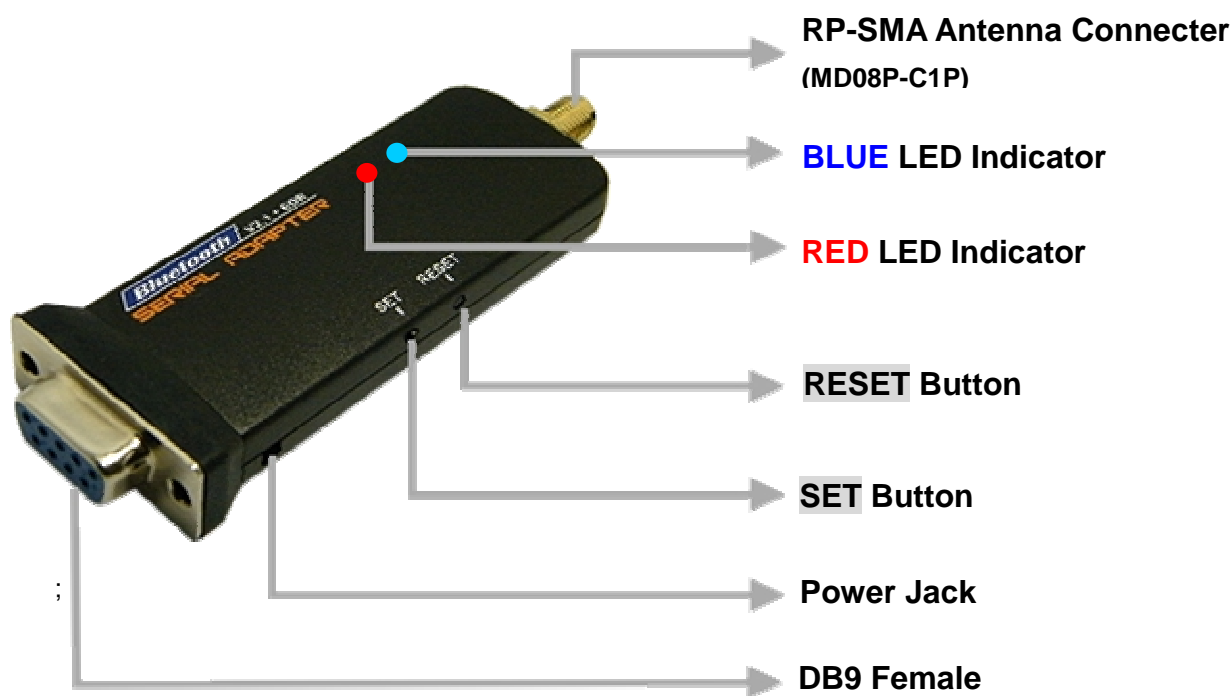 RP-SMA Antenna Connecter
(MD08P-C1P)
BLUE LED Indicator
RED LED Indicator
Bluetooth V2.1 + EDR
SERIAL ADAPTER
SET
RESET
RESET Button
SET Button
;
Power Jack
DB9 Female